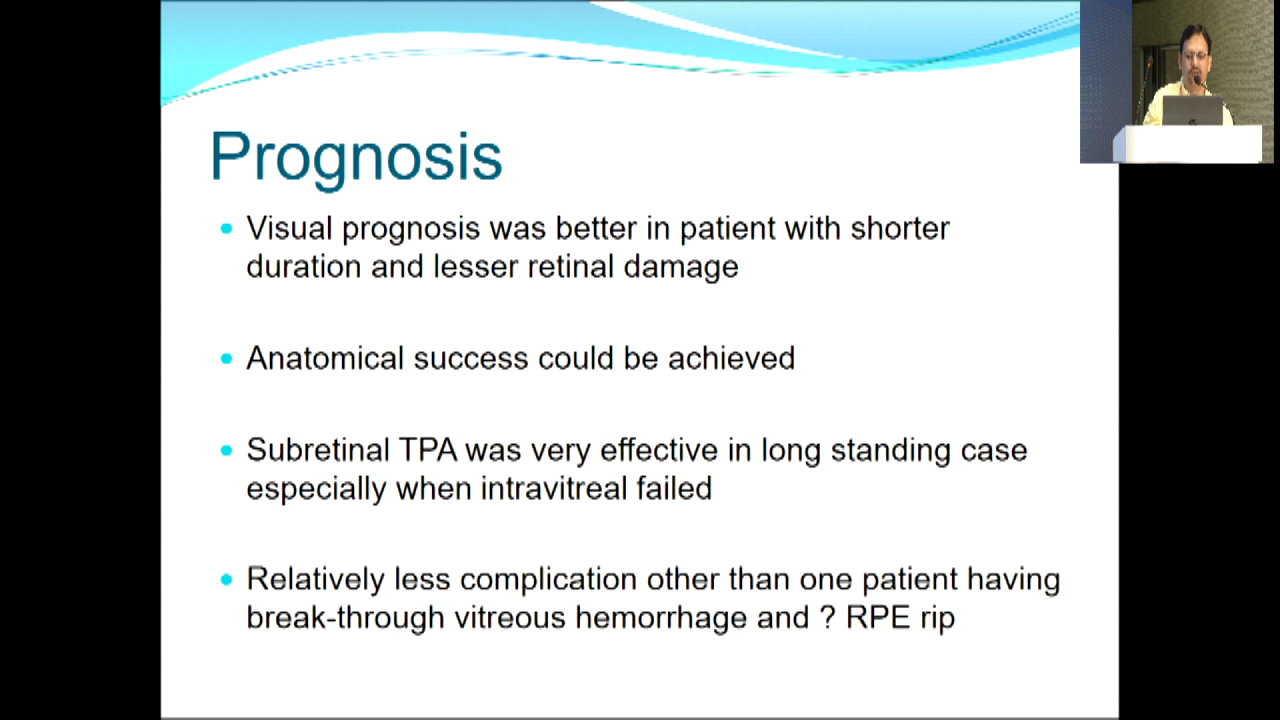 Prognosis
Visual prognosis was better in patient with shorter
duration and lesser retinal damage
Anatomical success could be achieved
Subretinal TPA was very effective in long standing case
especially when intravitreal failed
Relatively less complication other than one patient having
break-through vitreous hemorrhage and ? RPE rip